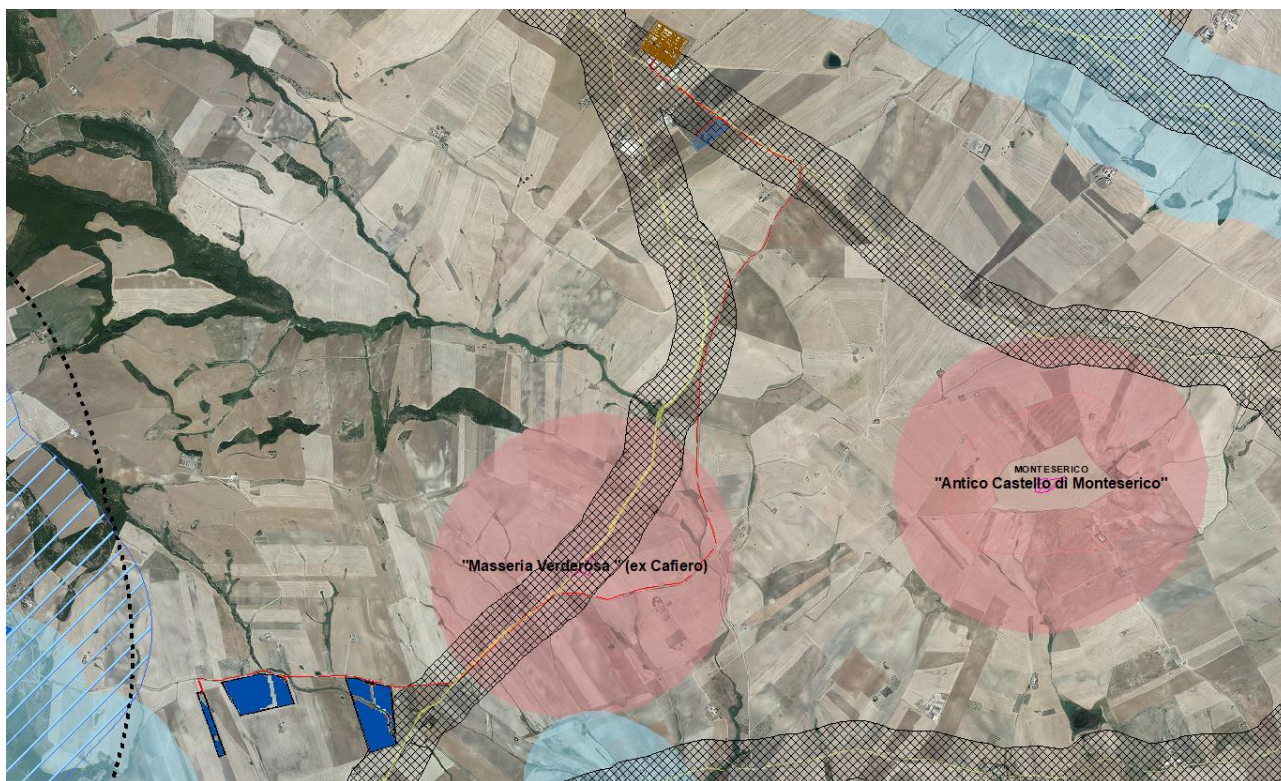 MONTESERICO
"Antico Castello di Monteserico"
"Masseria Verderosa " (ex Cafiero)